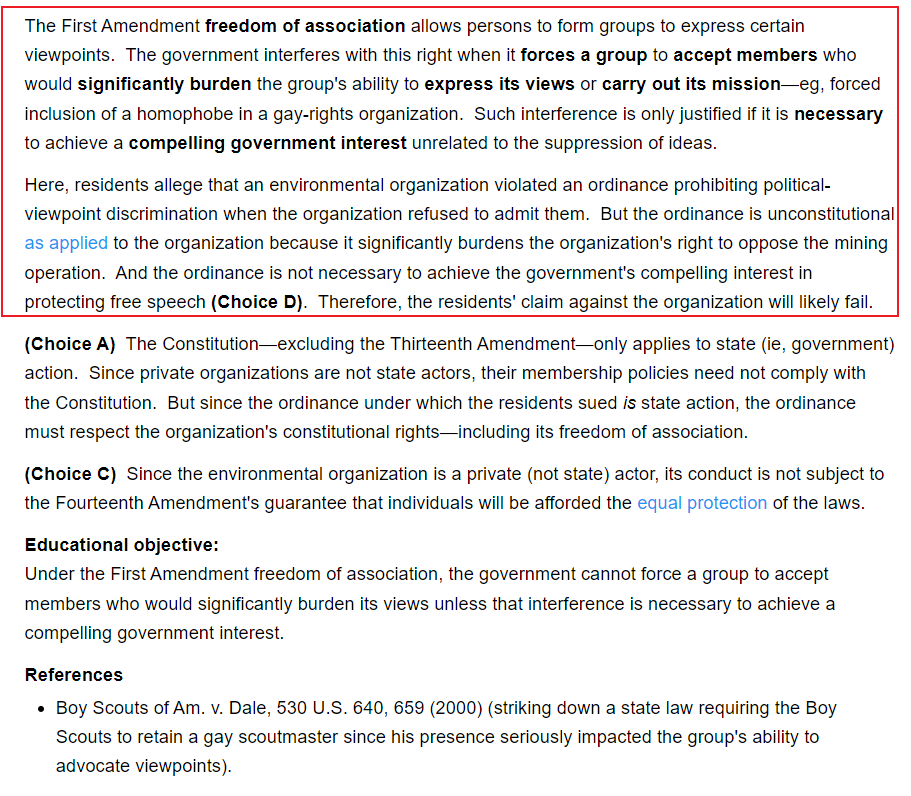 The First Amendment freedom of association allows persons to form groups to express certain
viewpoints. The government interferes with this right when it forces a group to accept members who
would significantly burden the group's ability to express its views or carry out its mission—eg, forced
inclusion of a homophobe in a gay-rights organization. Such interference is only justified if it is necessary
to achieve a compelling government interest unrelated to the suppression of ideas.
Here, residents allege that an environmental organization violated an ordinance prohibiting political-
viewpoint discrimination when the organization refused to admit them. But the ordinance is unconstitutional
as applied to the organization because it significantly burdens the organization's right to oppose the mining
operation. And the ordinance is not necessary to achieve the government's compelling interest in
protecting free speech (Choice D). Therefore, the residents' claim against the organization will likely fail.
(Choice A) The Constitution—excluding the Thirteenth Amendment—only applies to state (ie, government)
action. Since private organizations are not state actors, their membership policies need not comply with
the Constitution. But since the ordinance under which the residents sued is state action, the ordinance
must respect the organization's constitutional rights—including its freedom of association.
(Choice C) Since the environmental organization is a private (not state) actor, its conduct is not subject to
the Fourteenth Amendment's guarantee that individuals will be afforded the equal protection of the laws.
Educational objective:
Under the First Amendment freedom of association, the government cannot force a group to accept
members who would significantly burden its views unless that interference is necessary to achieve a
compelling government interest.
References
• Boy Scouts of Am. v. Dale, 530 U.S. 640, 659 (2000) (striking down a state law requiring the Boy
Scouts to retain a gay scoutmaster since his presence seriously impacted the group's ability to
advocate viewpoints).